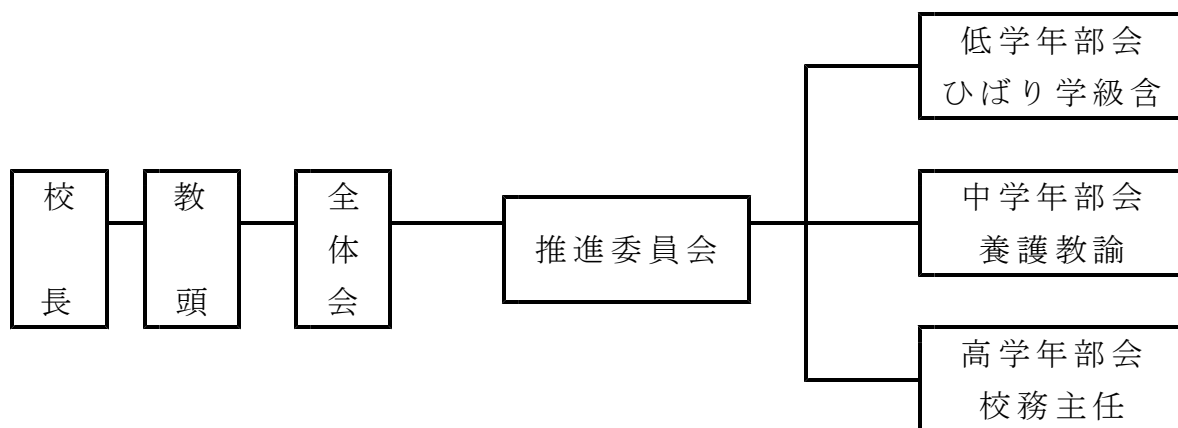 校長
教頭
全体会
推進委員会
低学年部会
ひばり学級含
中学年部会
養護教諭
高学年部会
校務主任